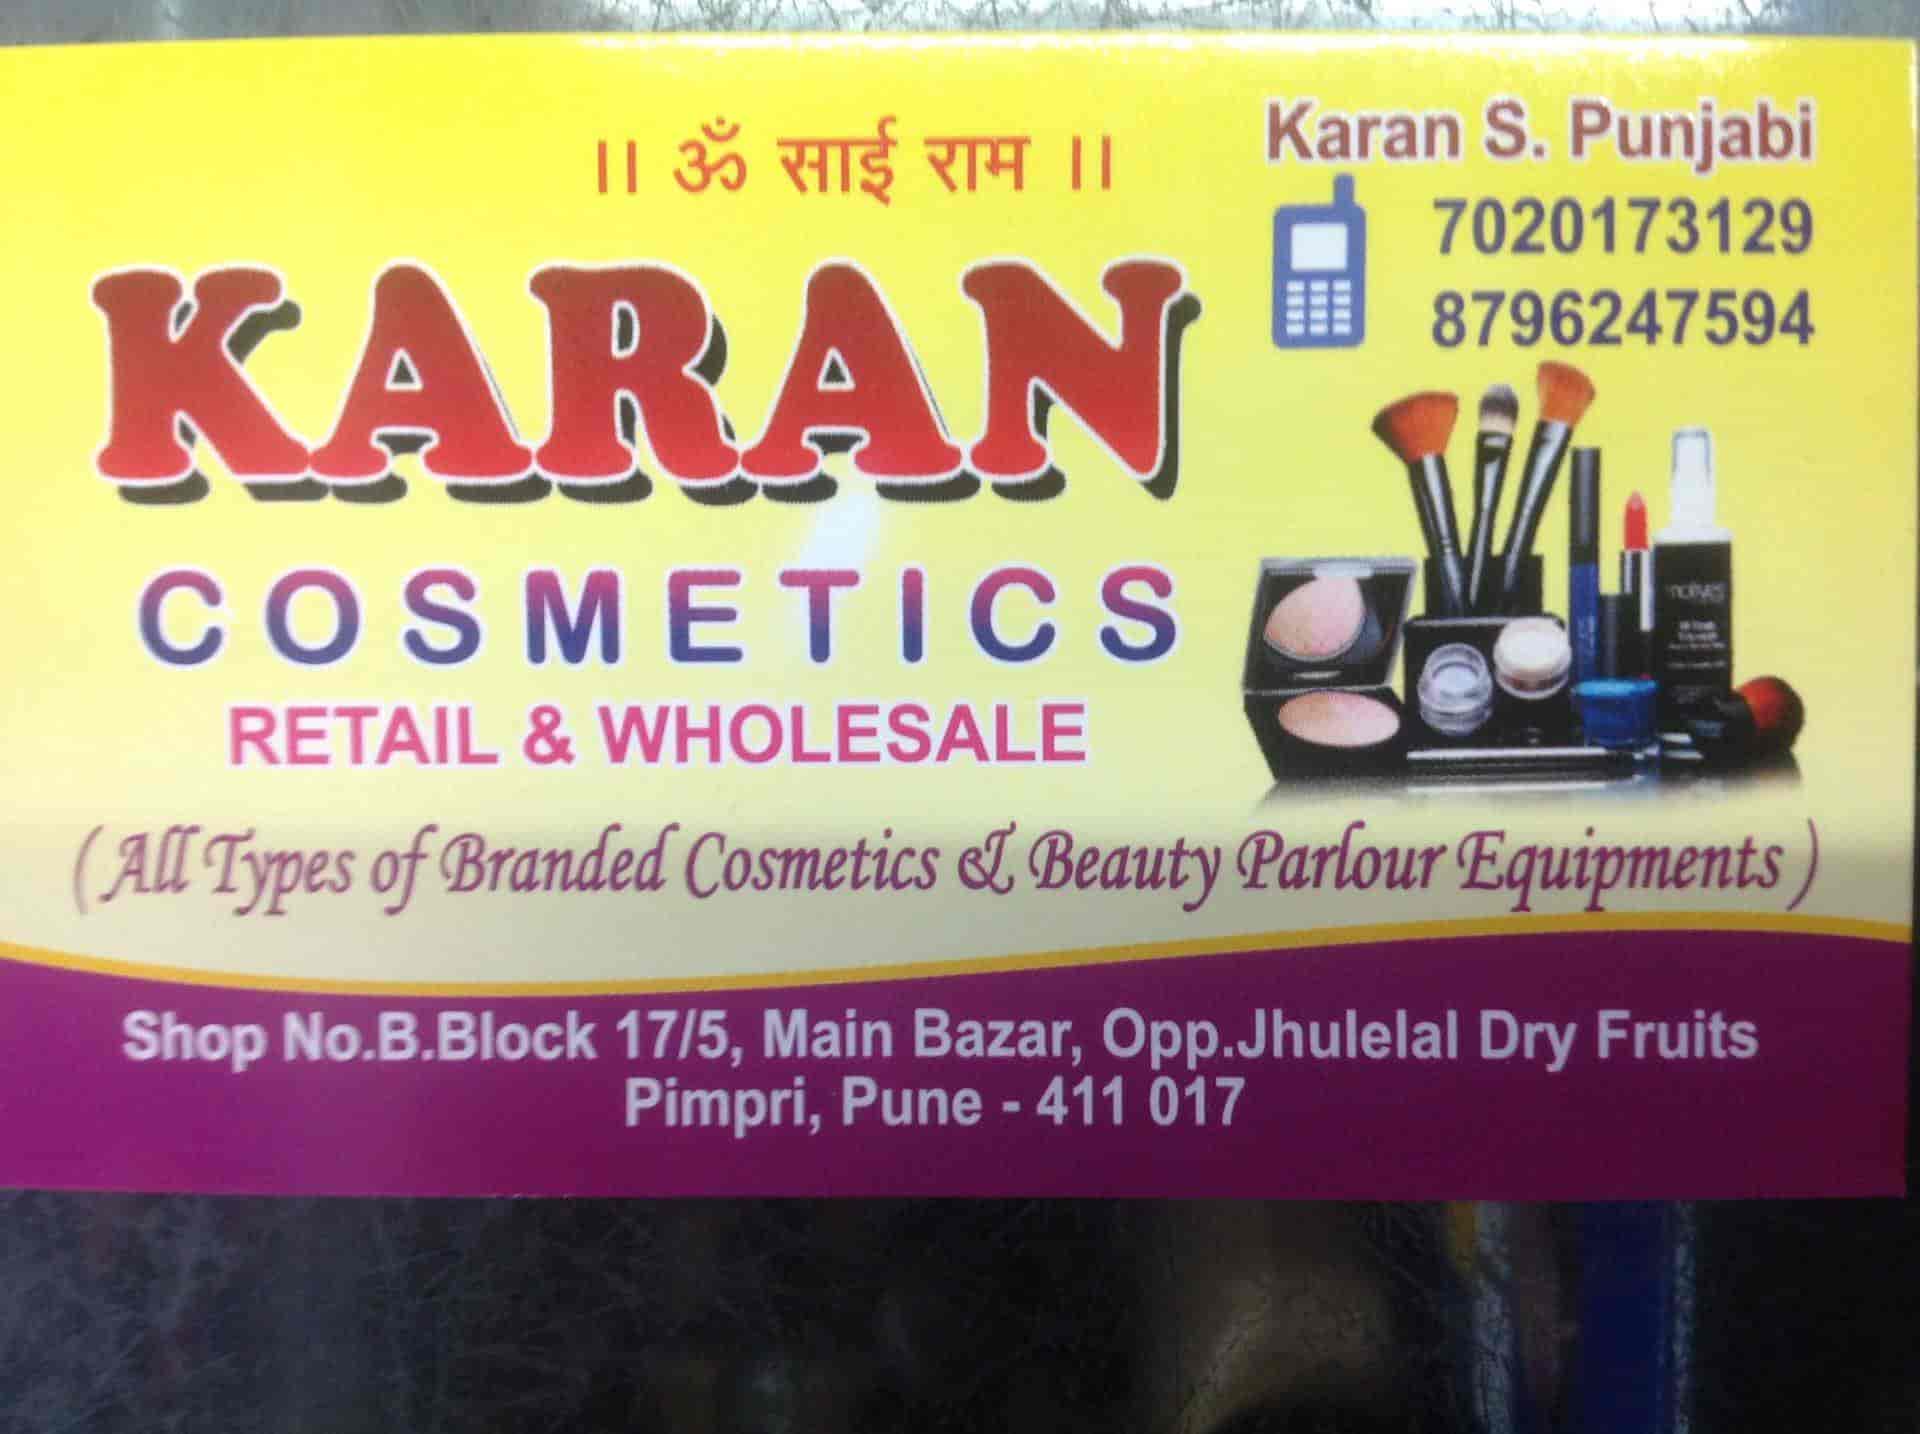 ।। ॐ साई राम ।।
Karan S. Punjabi
7020173129
8796247594
KARAN
COSMETICS
RETAIL & WHOLESALE
( All Types of Branded Cosmetics & Beauty Parlour Equipments )
Shop No.B.Block 17/5, Main Bazar, Opp.Jhulelal Dry Fruits
Pimpri, Pune - 411 017